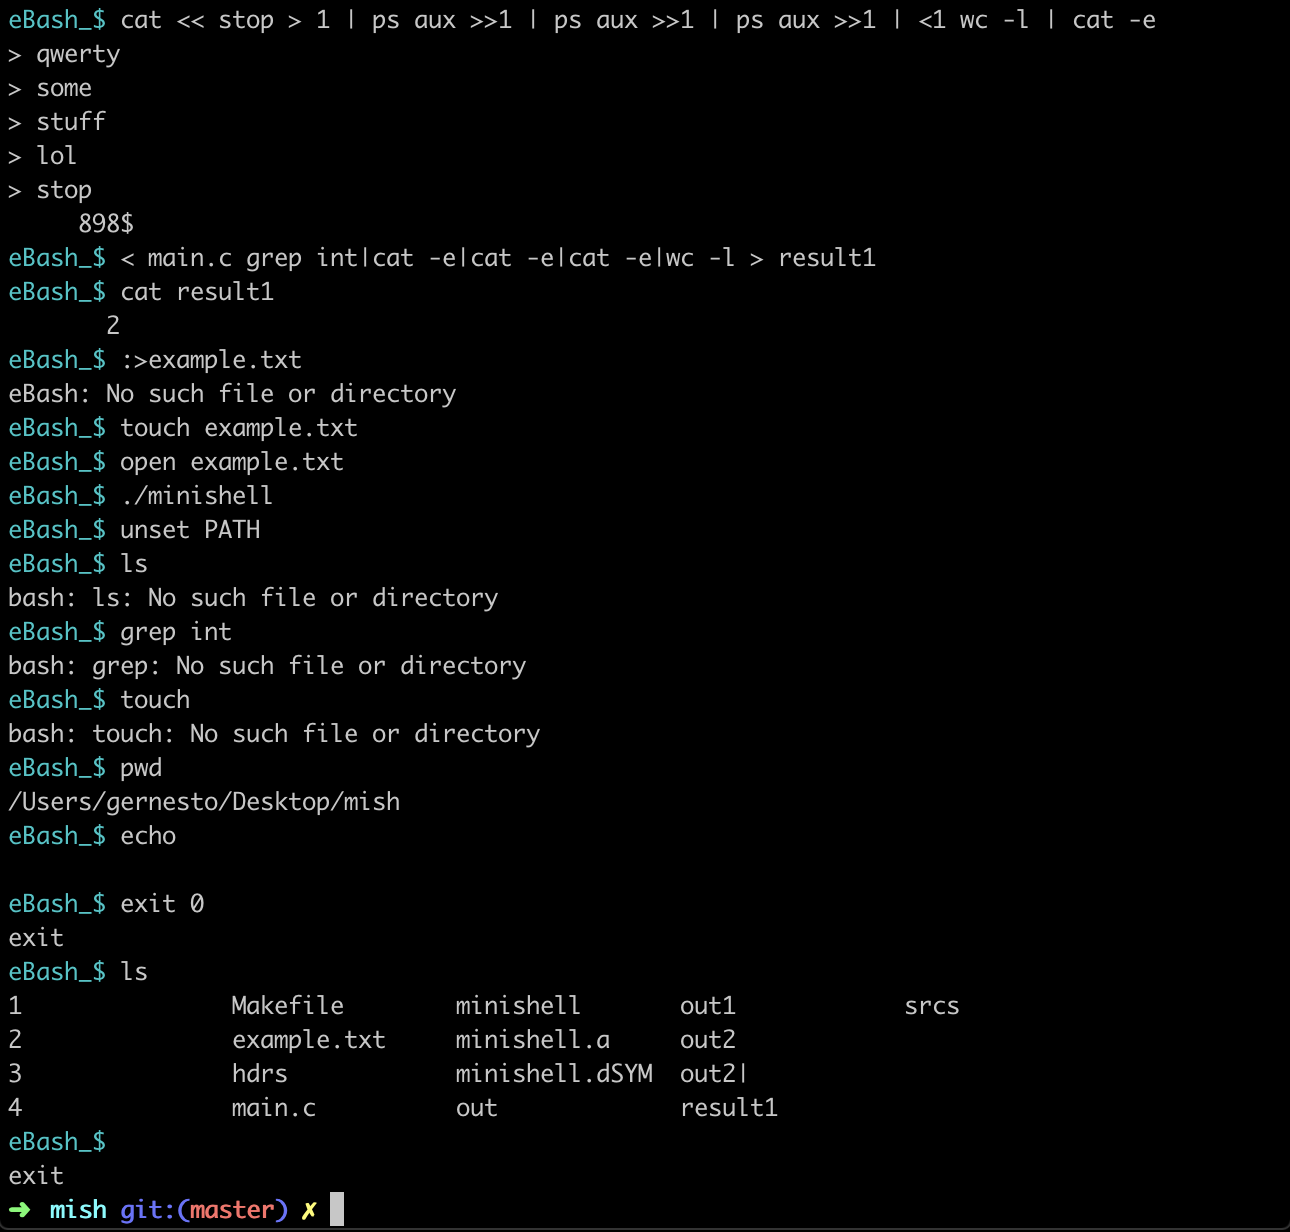 eBash_$ cat << stop > 1 | ps aux >>1 | ps aux >>1 | ps aux >>1 | <1 wc -l | cat -e
> qwerty
> some
> stuff
> lol
> stop
     898$
eBash_$ < main.c grep int|cat -e|cat -e|cat -e|wc -l > result1
eBash_$ cat result1
       2
eBash_$ :>example.txt
eBash: No such file or directory
eBash_$ touch example.txt
eBash_$ open example.txt
eBash_$ ./minishell
eBash_$ unset PATH
eBash_$ ls
bash: ls: No such file or directory
eBash_$ grep int
bash: grep: No such file or directory
eBash_$ touch
bash: touch: No such file or directory
eBash_$ pwd
/Users/gernesto/Desktop/mish
eBash_$ echo

eBash_$ exit 0
exit
eBash_$ ls
1               Makefile        minishell       out1            srcs
2               example.txt     minishell.a     out2
3               hdrs            minishell.dSYM  out2|
4               main.c          out             result1
eBash_$
exit
➜  mish git:(master) ✗